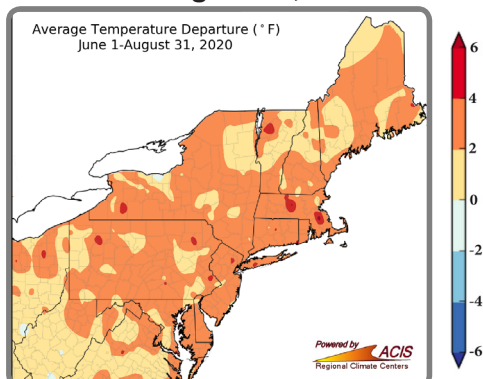 Average Temperature Departure (°F)
June 1-August 31, 2020
6
4
2
0
-2
-4
-6
Powered by
ACIS
Regional Climate Centers